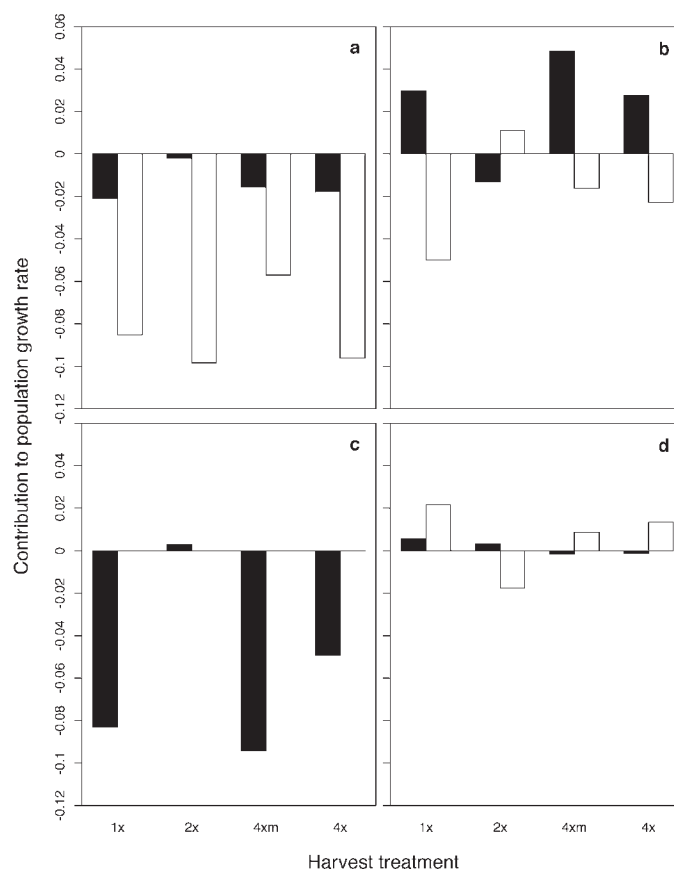 a
b
0.06
0.04
0.02
0
-0.02
-0.04
-0.06
-0.08
-0.1
-0.12
Contribution to population growth rate
c
d
0.04
0.02
0
-0.02
-0.04
-0.06
-0.08
-0.1
-0.12
1x 2x 4xm 4x 1x 2x 4xm 4x
Harvest treatment